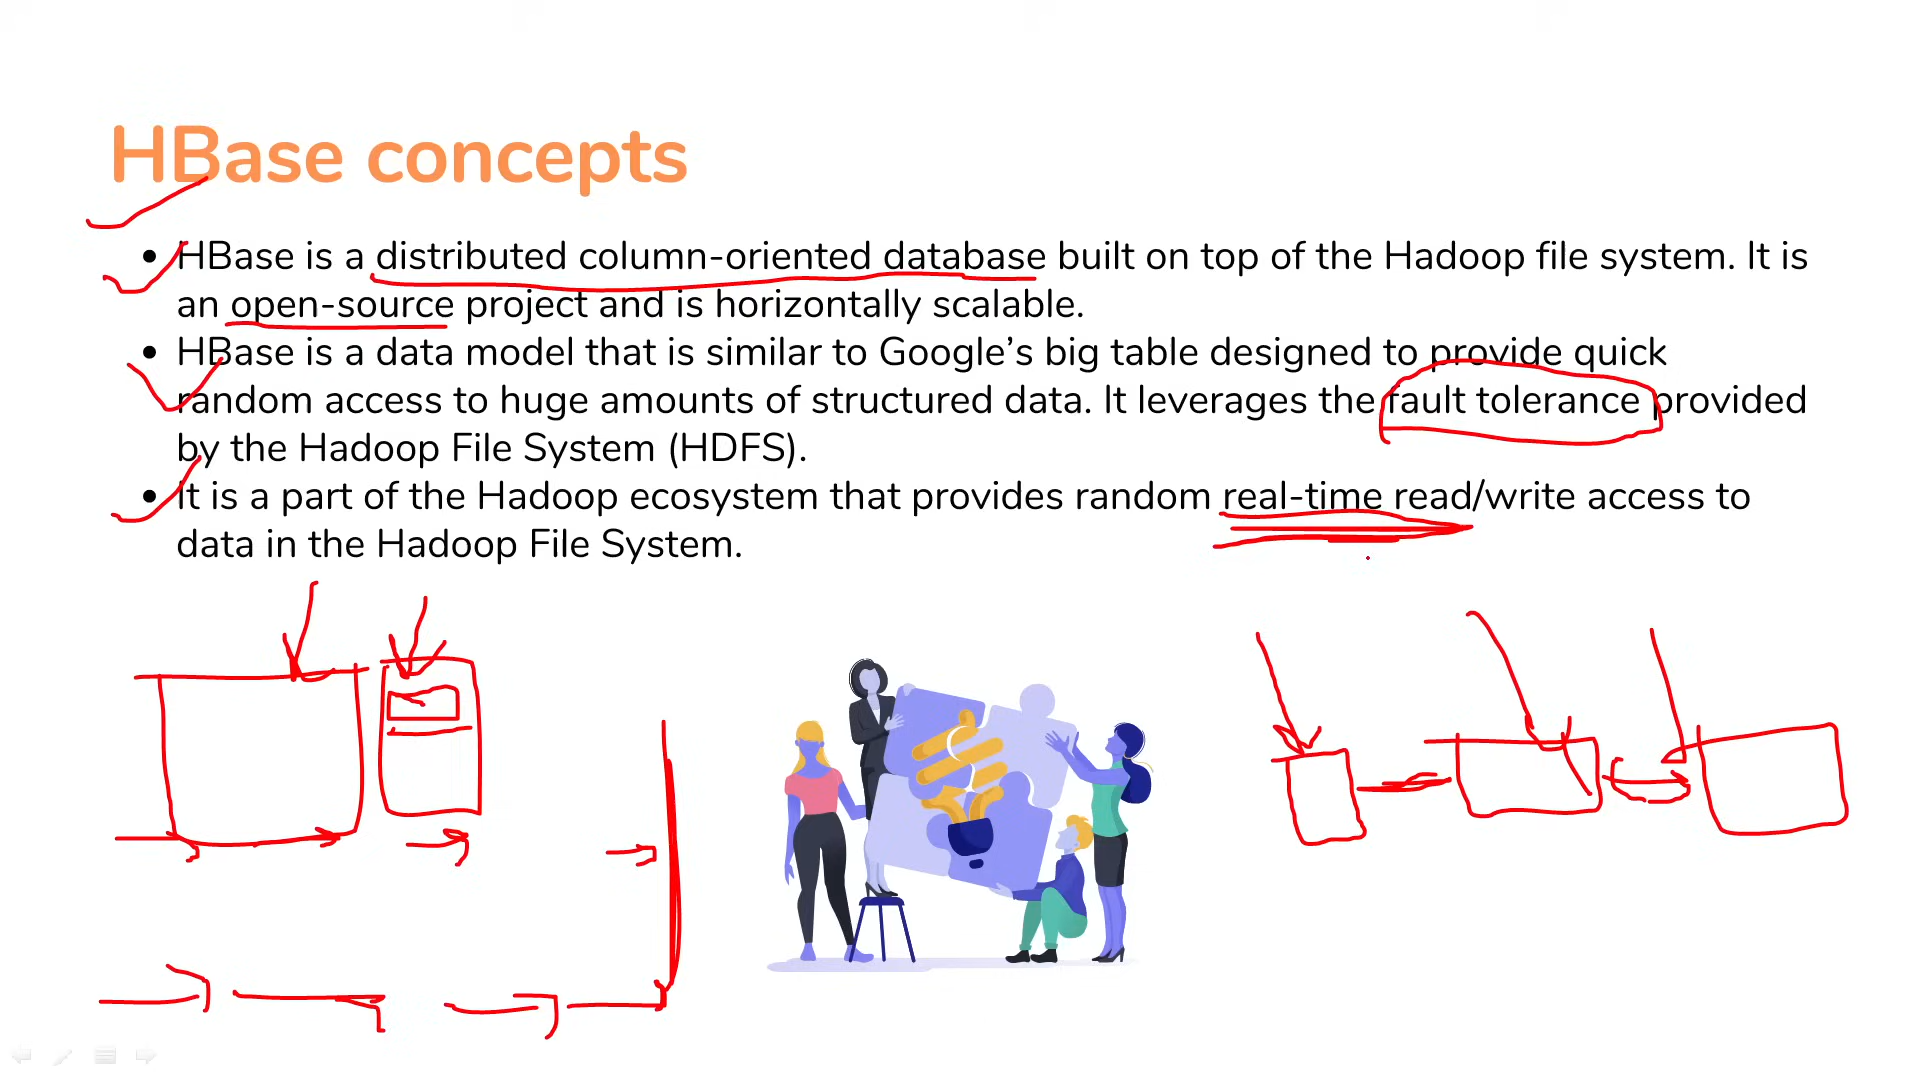 HBase concepts
• HBase is a distributed column-oriented database built on top of the Hadoop file system. It is
an open-source project and is horizontally scalable.
• HBase is a data model that is similar to Google’s big table designed to provide quick
random access to huge amounts of structured data. It leverages the fault tolerance provided
by the Hadoop File System (HDFS).
• It is a part of the Hadoop ecosystem that provides random real-time read/write access to
data in the Hadoop File System.